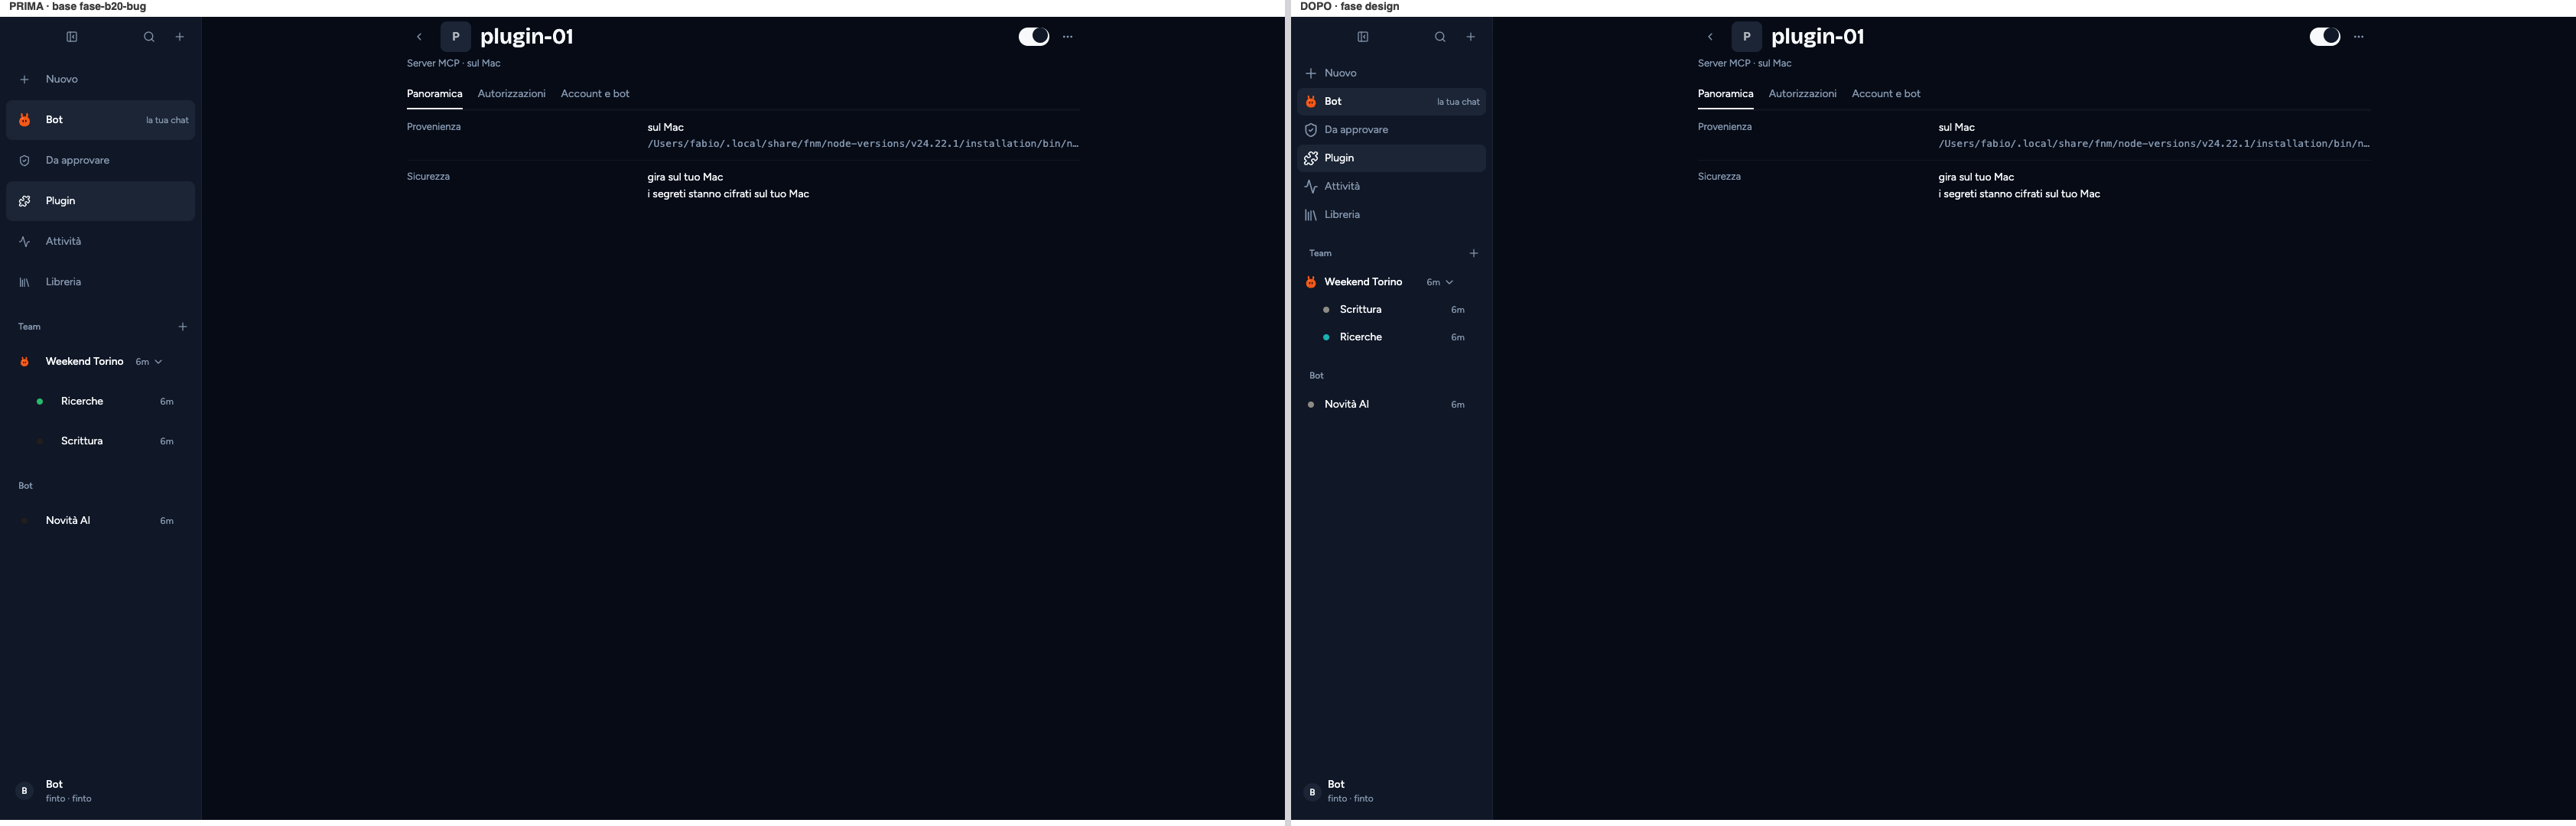 PRIMA · base fase-b20-bug
Nuovo
Bot la tua chat
Da approvare
Plugin
Attività
Libreria
Team
Weekend Torino 6m
Ricerche 6m
Scrittura 6m
Bot
Novità AI 6m
B
Bot
finto · finto
P plugin-01
Server MCP · sul Mac
Panoramica Autorizzazioni Account e bot
Provenienza sul Mac
/Users/fabio/.local/share/fnm/node-versions/v24.22.1/installation/bin/n…
Sicurezza gira sul tuo Mac
i segreti stanno cifrati sul tuo Mac
DOPO · fase design
Nuovo
Bot la tua chat
Da approvare
Plugin
Attività
Libreria
Team
Weekend Torino 6m
Scrittura 6m
Ricerche 6m
Bot
Novità AI 6m
B
Bot
finto · finto
P plugin-01
Server MCP · sul Mac
Panoramica Autorizzazioni Account e bot
Provenienza sul Mac
/Users/fabio/.local/share/fnm/node-versions/v24.22.1/installation/bin/n…
Sicurezza gira sul tuo Mac
i segreti stanno cifrati sul tuo Mac